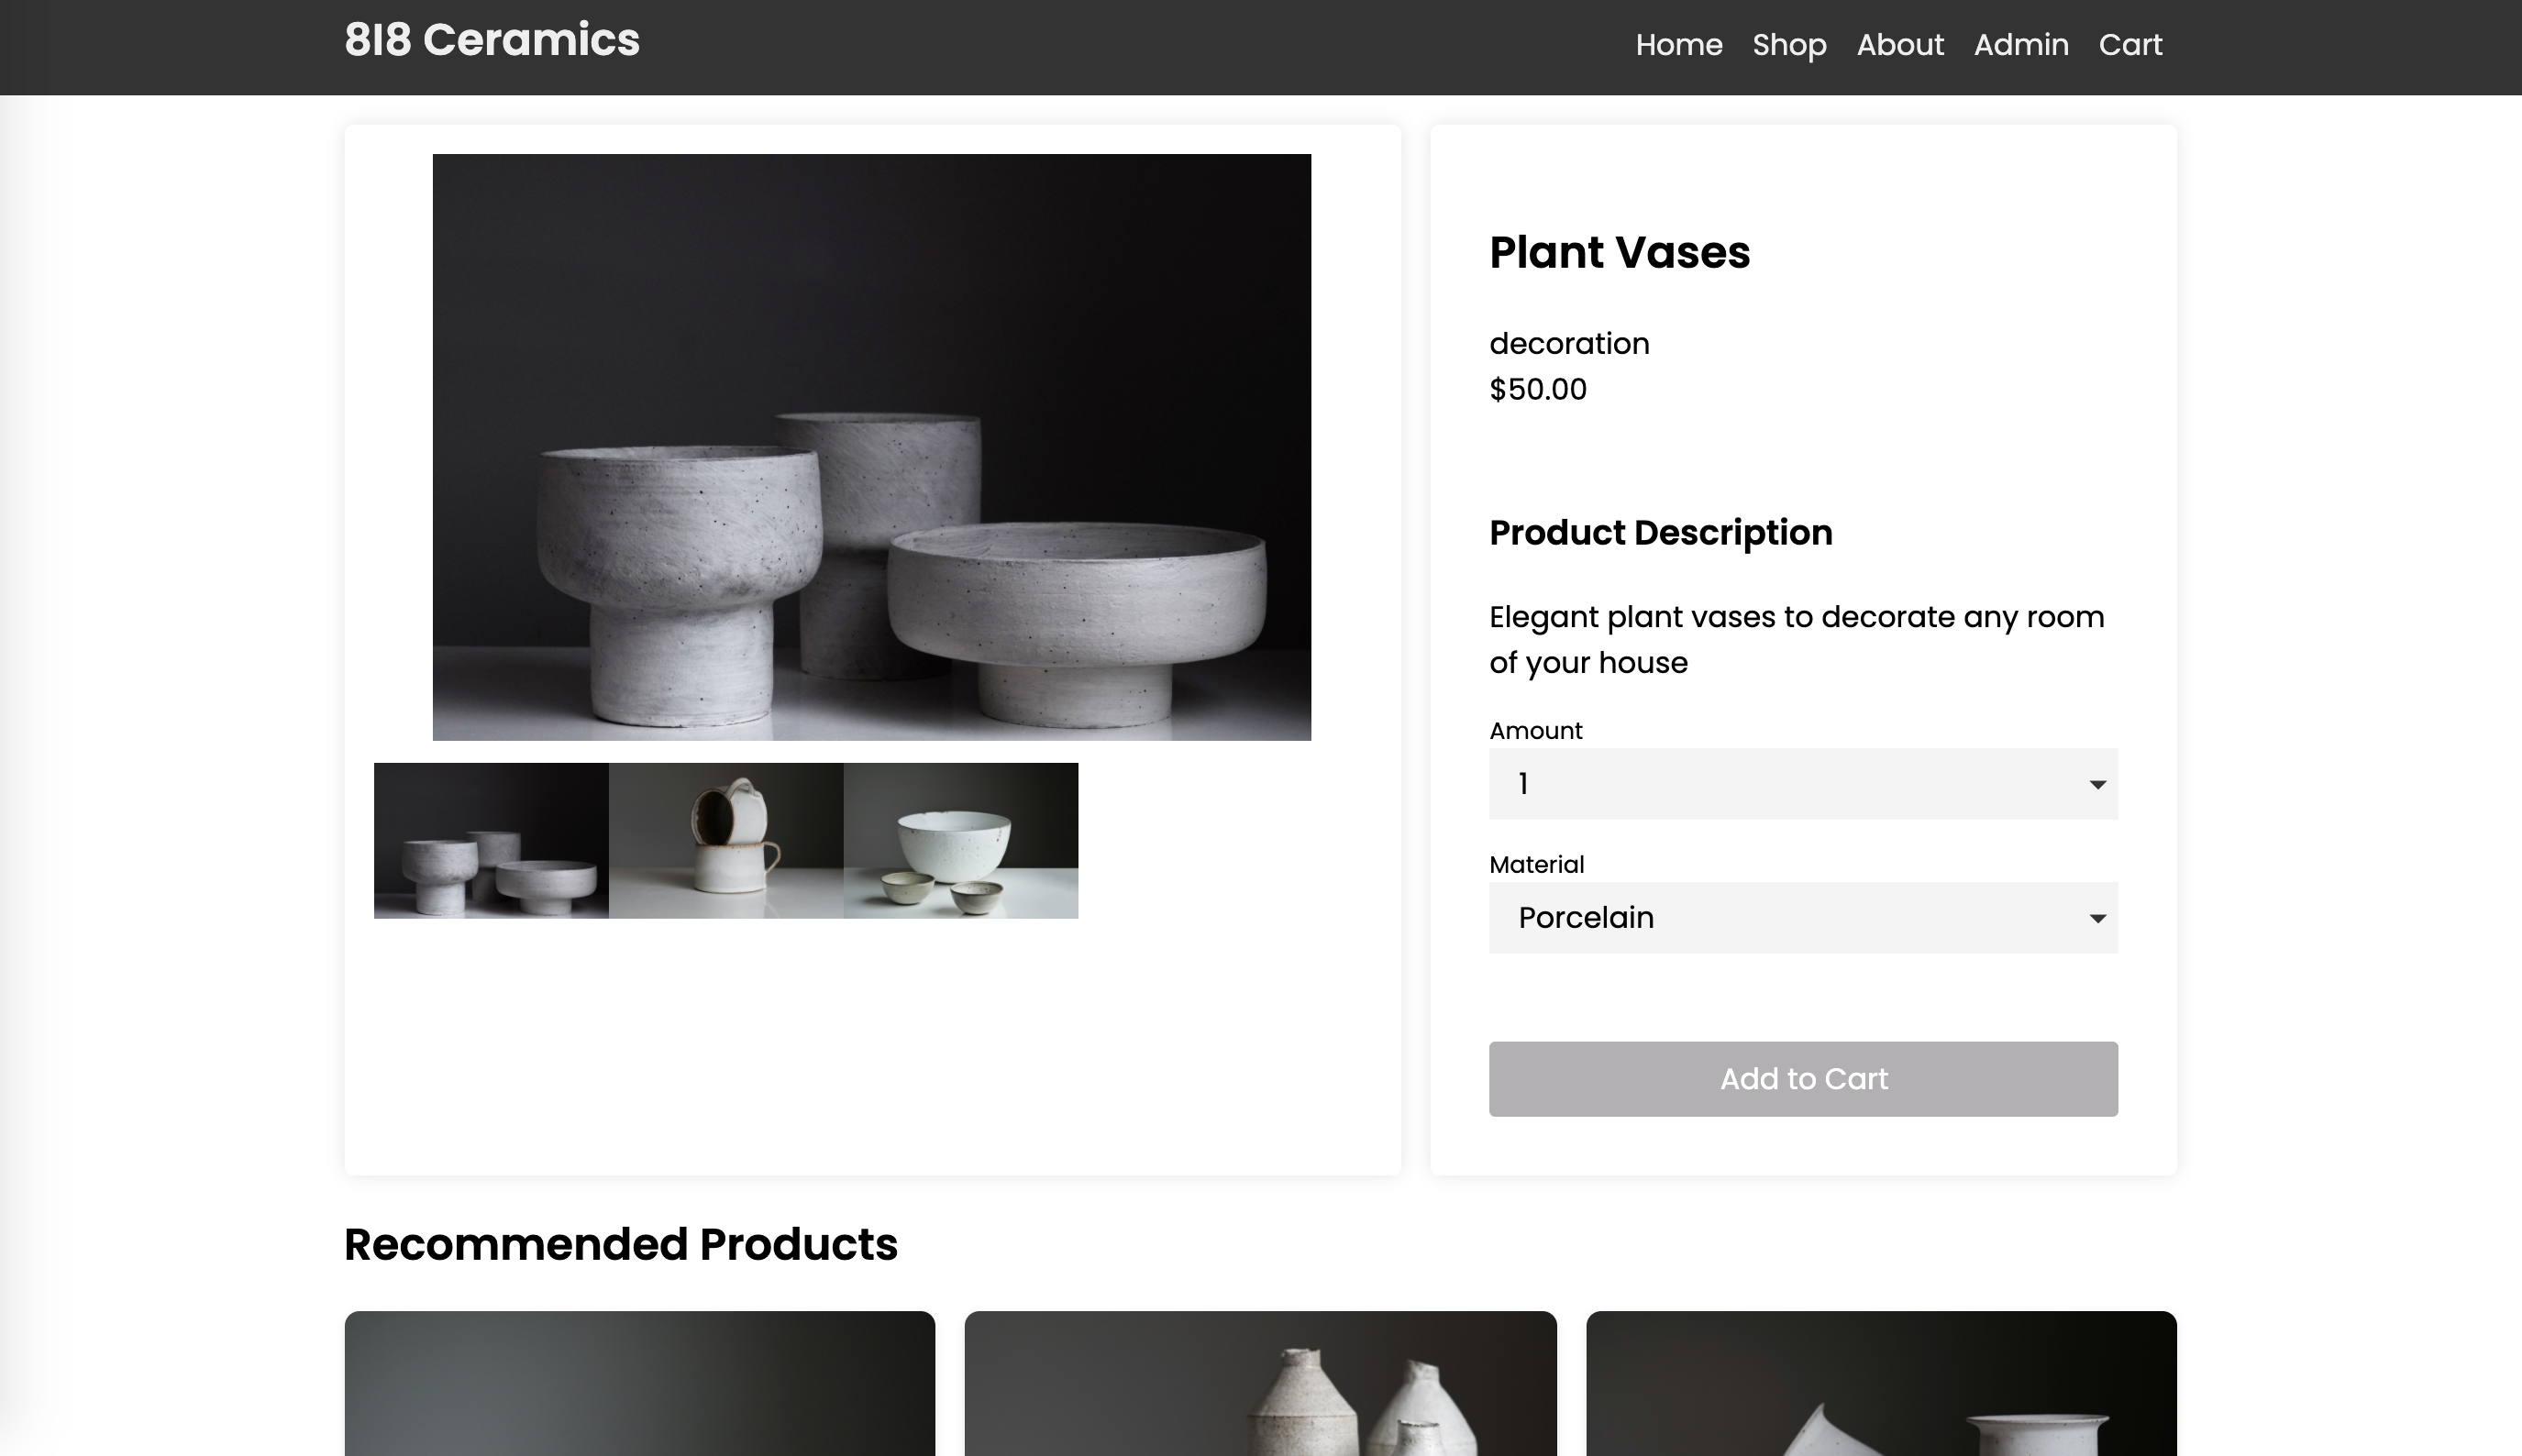 818 Ceramics
Home Shop About Admin Cart
Plant Vases
decoration
$50.00
Product Description
Elegant plant vases to decorate any room
of your house
Amount
1
Material
Porcelain
Add to Cart
Recommended Products